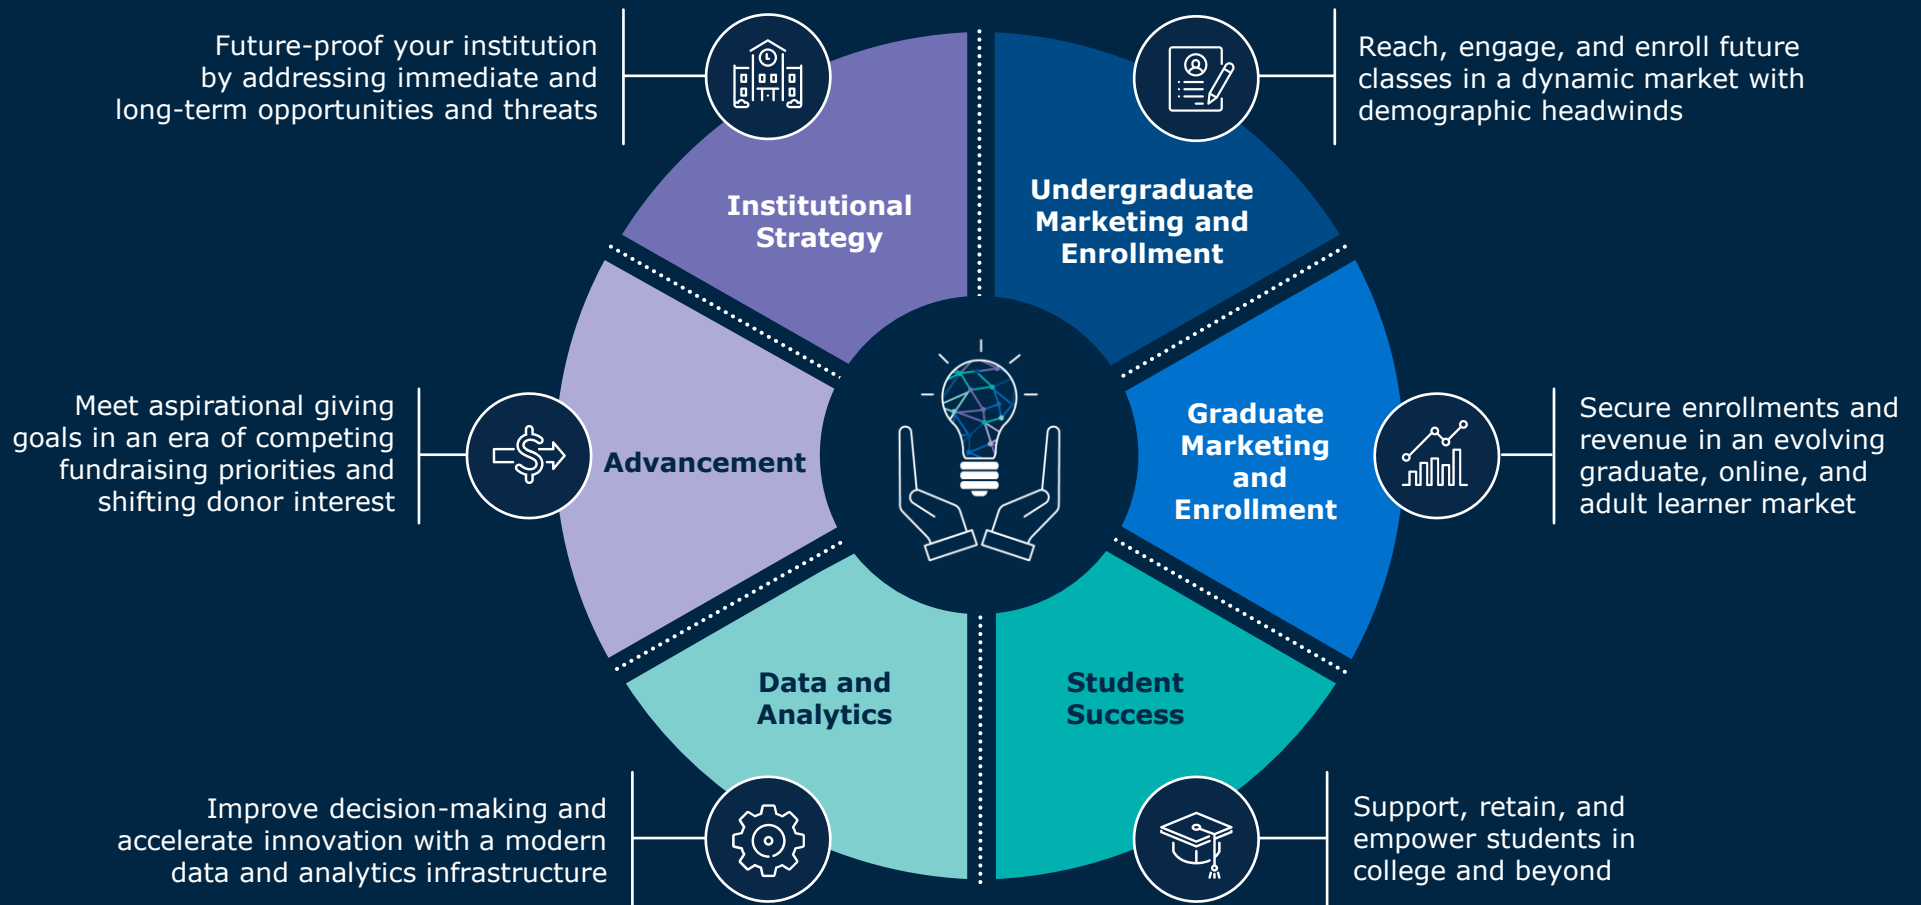 Future-proof your institution
by addressing immediate and
long-term opportunities and threats
Institutional
Strategy
Reach, engage, and enroll future
classes in a dynamic market with
demographic headwinds
Undergraduate
Marketing and
Enrollment
Secure enrollments and
revenue in an evolving
graduate, online, and
adult learner market
Graduate
Marketing
and
Enrollment
Support, retain, and
empower students in
college and beyond
Student
Success
Improve decision-making and
accelerate innovation with a modern
data and analytics infrastructure
Data and
Analytics
Meet aspirational giving
goals in an era of competing
fundraising priorities and
shifting donor interest
Advancement
$